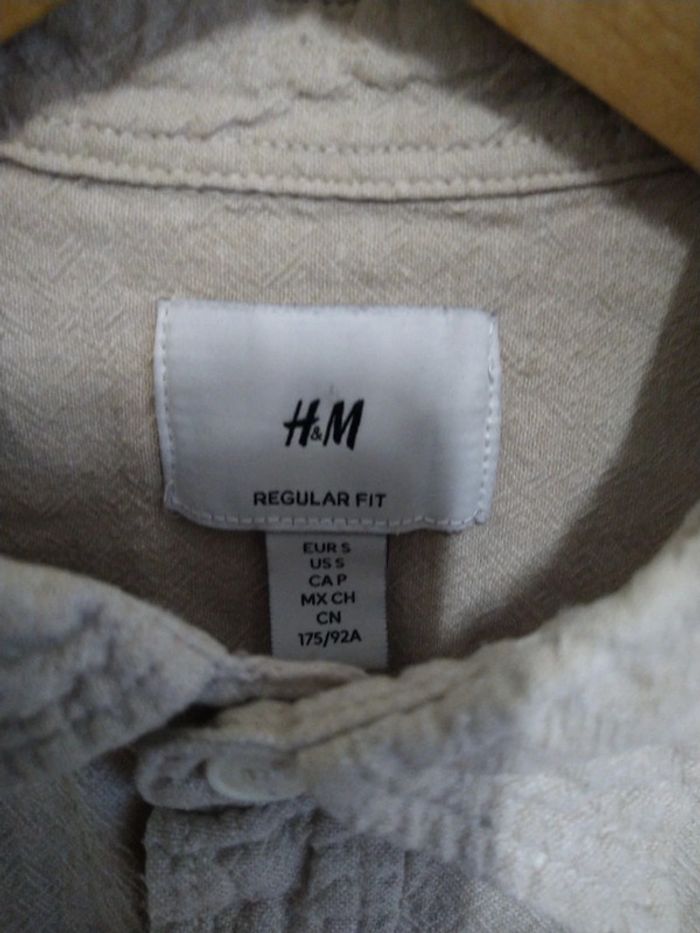 H&M
REGULAR FIT
EUR S
US S
CA P
MX CH
CN
175/92A